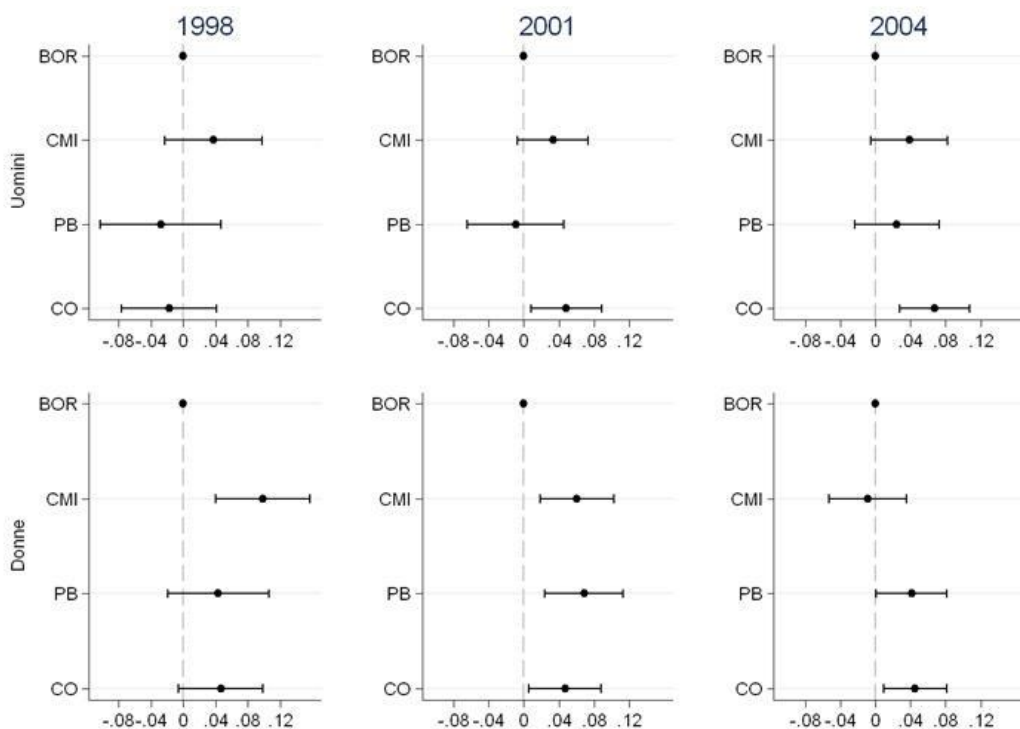 1998 2001 2004
Uomini
BOR BOR BOR
CMI CMI CMI
PB PB PB
CO CO CO
-.08 -.04 0 .04 .08 .12 -.08 -.04 0 .04 .08 .12 -.08 -.04 0 .04 .08 .12
Donne
BOR BOR BOR
CMI CMI CMI
PB PB PB
CO CO CO
-.08 -.04 0 .04 .08 .12 -.08 -.04 0 .04 .08 .12 -.08 -.04 0 .04 .08 .12